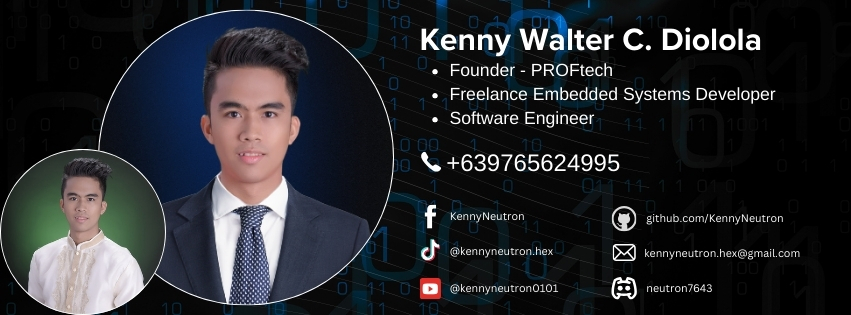 Kenny Walter C. Diolola
• Founder - PROFtech
• Freelance Embedded Systems Developer
• Software Engineer
+639765624995
KennyNeutron
github.com/KennyNeutron
@kennyneutron.hex
kennyneutron.hex@gmail.com
@kennyneutron0101
neutron7643